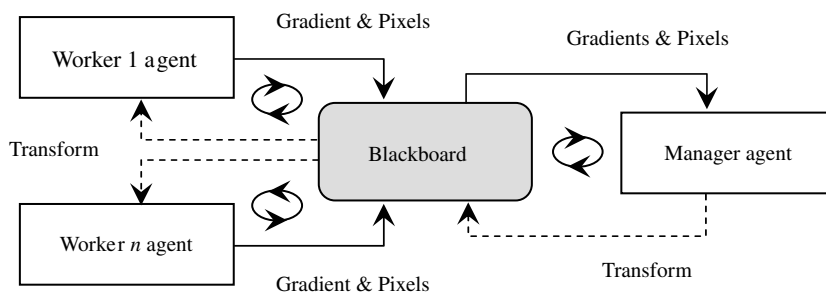 Gradient & Pixels
Gradients & Pixels
Worker 1 agent
Transform
Blackboard
Manager agent
Worker n agent
Gradient & Pixels
Transform